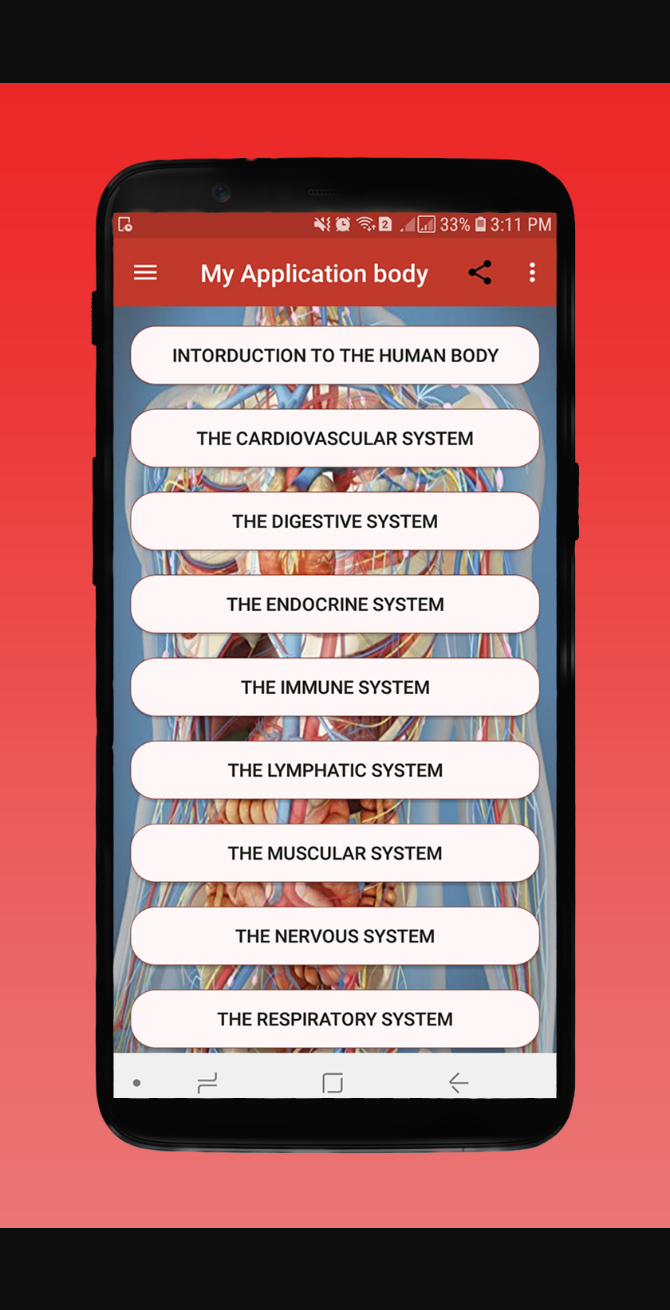 2 33% 3:11 PM
My Application body
INTORDUCTION TO THE HUMAN BODY
THE CARDIOVASCULAR SYSTEM
THE DIGESTIVE SYSTEM
THE ENDOCRINE SYSTEM
THE IMMUNE SYSTEM
THE LYMPHATIC SYSTEM
THE MUSCULAR SYSTEM
THE NERVOUS SYSTEM
THE RESPIRATORY SYSTEM